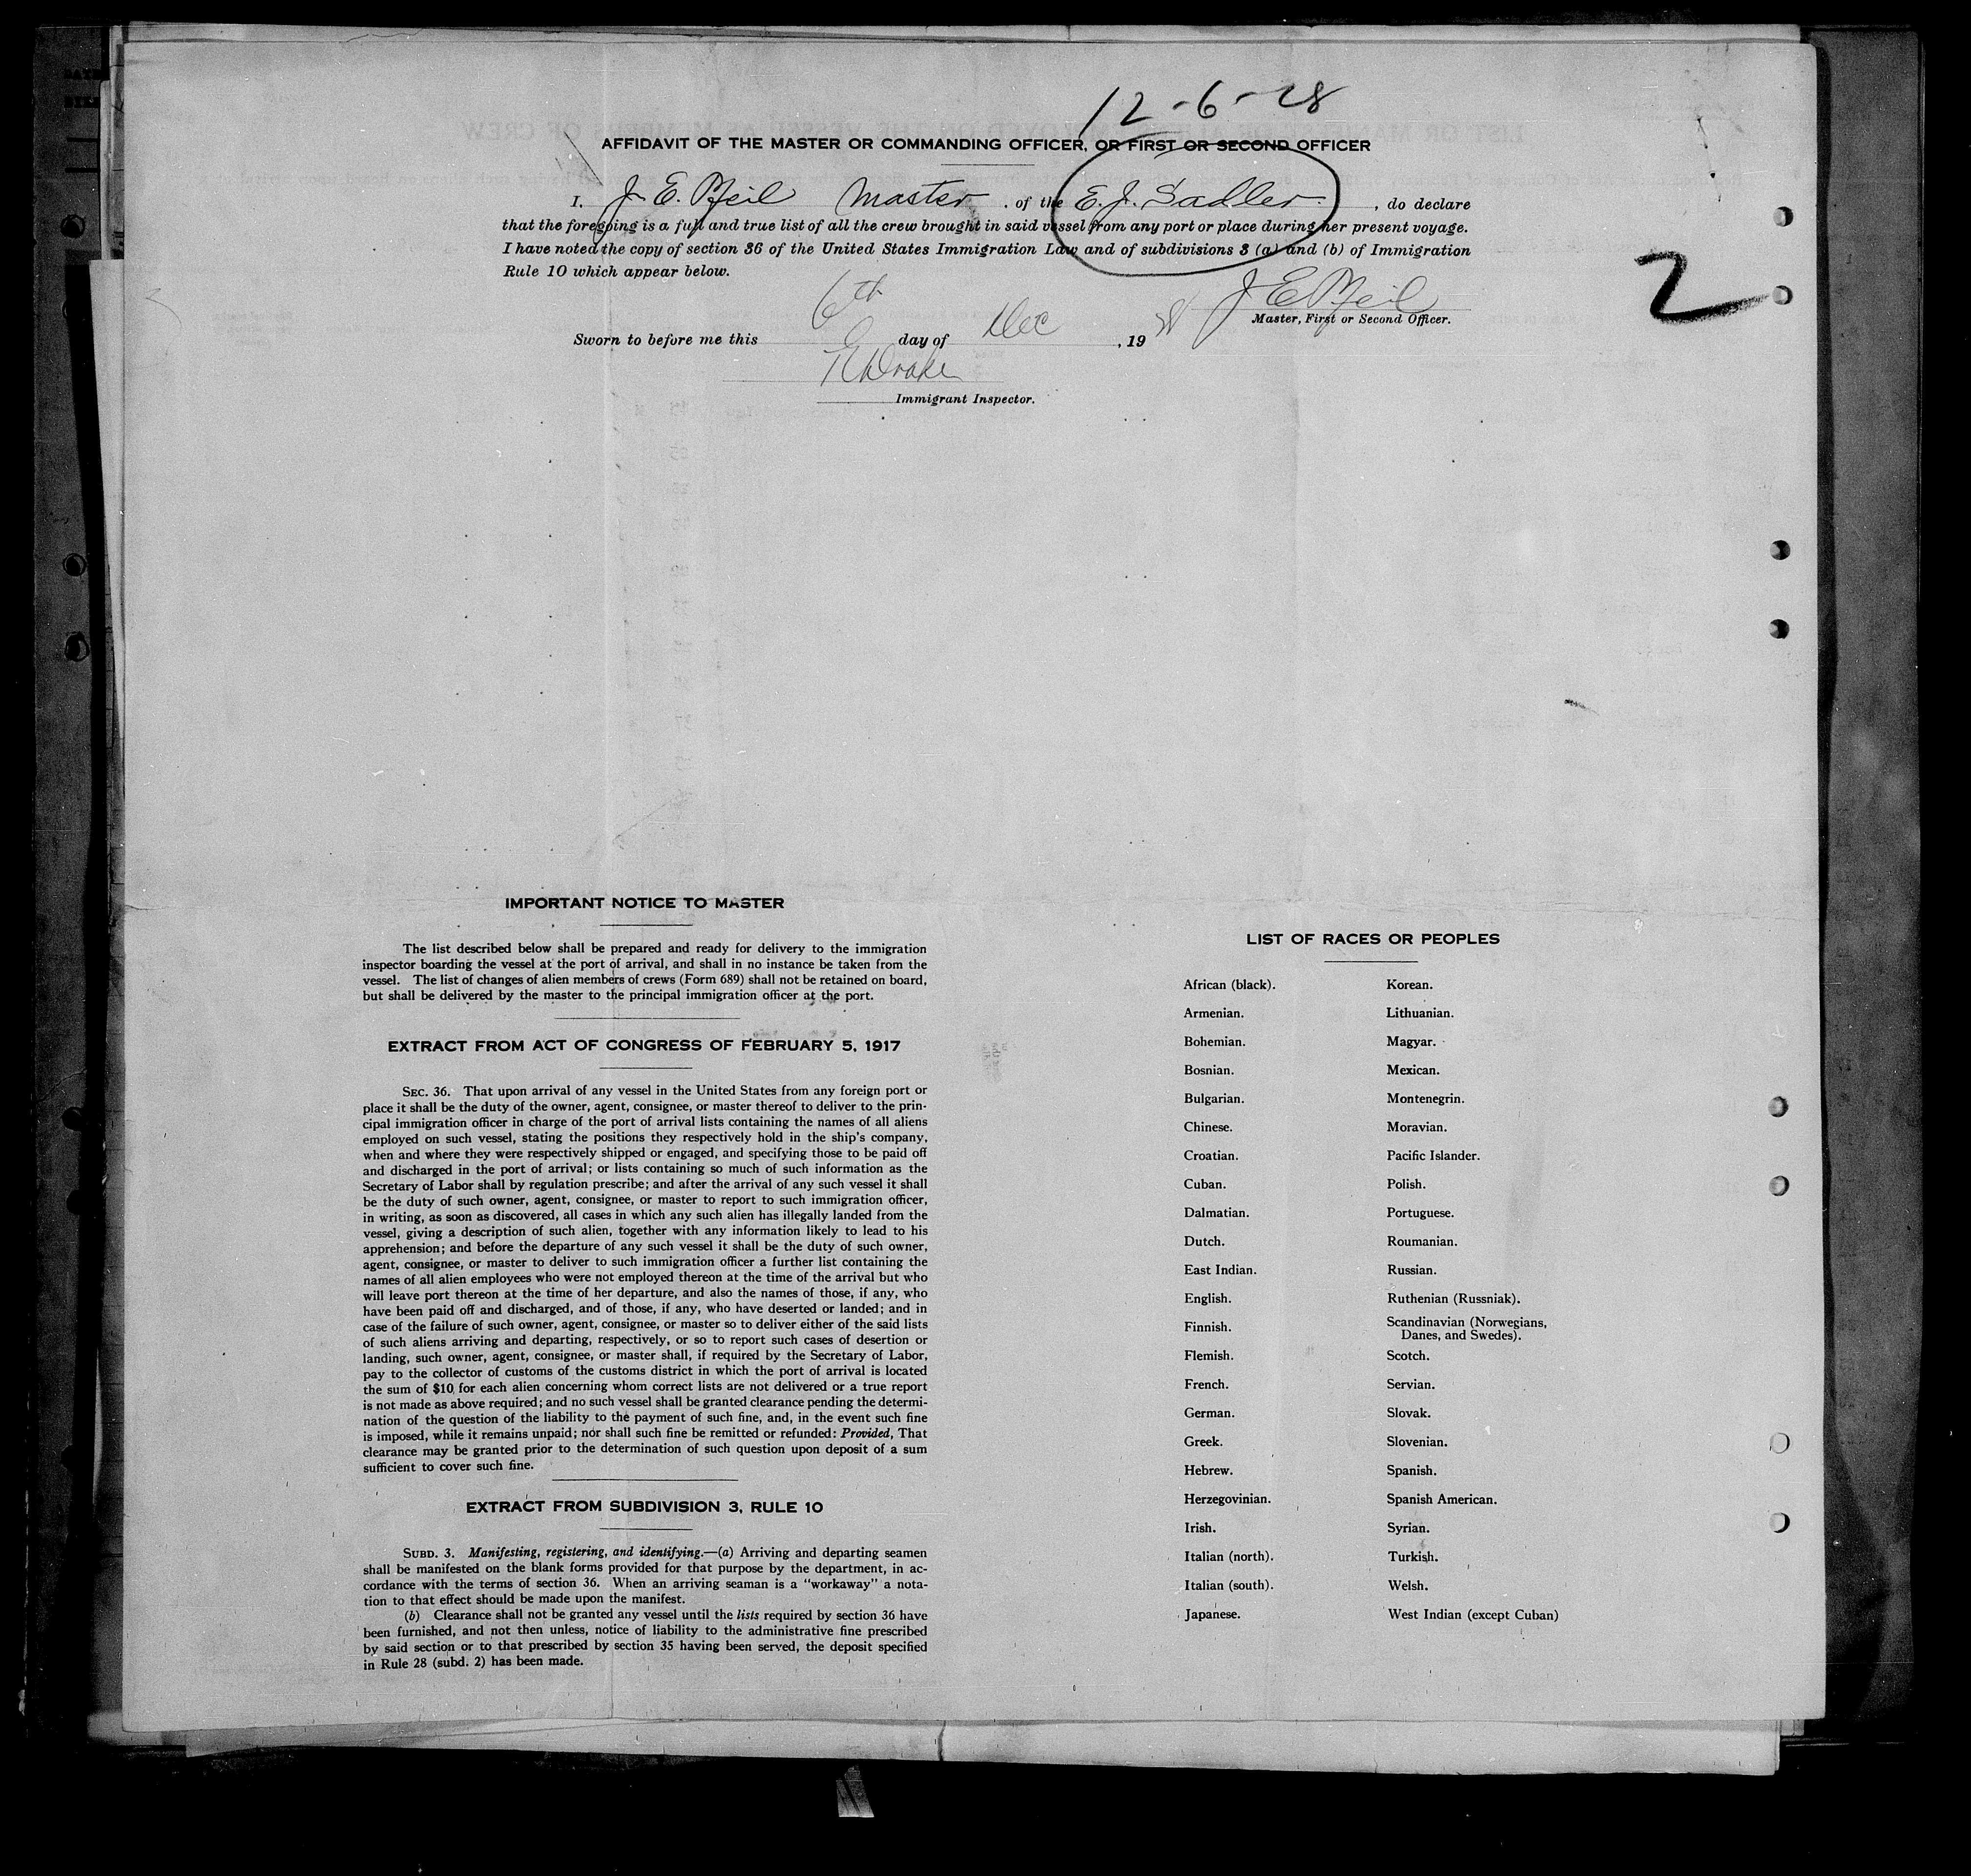 12-6-28
AFFIDAVIT OF THE MASTER OR COMMANDING OFFICER, OR FIRST OR SECOND OFFICER
I, J. E. Pfeil Master, of the E. J. Sadler, do declare
that the foregoing is a full and true list of all the crew brought in said vessel from any port or place during her present voyage.
I have noted the copy of section 36 of the United States Immigration Law and of subdivisions 3 (a) and (b) of Immigration
Rule 10 which appear below.
2
J E Pfeil
Master, First or Second Officer.
Sworn to before me this 6th day of Dec, 1928
Drake
Immigrant Inspector.
IMPORTANT NOTICE TO MASTER
The list described below shall be prepared and ready for delivery to the immigration
inspector boarding the vessel at the port of arrival, and shall in no instance be taken from the
vessel. The list of changes of alien members of crews (Form 689) shall not be retained on board,
but shall be delivered by the master to the principal immigration officer at the port.
EXTRACT FROM ACT OF CONGRESS OF FEBRUARY 5, 1917
SEC. 36. That upon arrival of any vessel in the United States from any foreign port or
place it shall be the duty of the owner, agent, consignee, or master thereof to deliver to the prin-
cipal immigration officer in charge of the port of arrival lists containing the names of all aliens
employed on such vessel, stating the positions they respectively hold in the ship's company,
when and where they were respectively shipped or engaged, and specifying those to be paid off
and discharged in the port of arrival; or lists containing so much of such information as the
Secretary of Labor shall by regulation prescribe; and after the arrival of any such vessel it shall
be the duty of such owner, agent, consignee, or master to report to such immigration officer,
in writing, as soon as discovered, all cases in which any such alien has illegally landed from the
vessel, giving a description of such alien, together with any information likely to lead to his
apprehension; and before the departure of any such vessel it shall be the duty of such owner,
agent, consignee, or master to deliver to such immigration officer a further list containing the
names of all alien employees who were not employed thereon at the time of the arrival but who
will leave port thereon at the time of her departure, and also the names of those, if any, who
have been paid off and discharged, and of those, if any, who have deserted or landed; and in
case of the failure of such owner, agent, consignee, or master so to deliver either of the said lists
of such aliens arriving and departing, respectively, or so to report such cases of desertion or
landing, such owner, agent, consignee, or master shall, if required by the Secretary of Labor,
pay to the collector of customs of the customs district in which the port of arrival is located
the sum of $10 for each alien concerning whom correct lists are not delivered or a true report
is not made as above required; and no such vessel shall be granted clearance pending the determi-
nation of the question of the liability to the payment of such fine, and, in the event such fine
is imposed, while it remains unpaid; nor shall such fine be remitted or refunded: Provided, That
clearance may be granted prior to the determination of such question upon deposit of a sum
sufficient to cover such fine.
EXTRACT FROM SUBDIVISION 3, RULE 10
SUBD. 3. Manifesting, registering, and identifying.—(a) Arriving and departing seamen
shall be manifested on the blank forms provided for that purpose by the department, in ac-
cordance with the terms of section 36. When an arriving seaman is a "workaway" a nota-
tion to that effect should be made upon the manifest.
(b) Clearance shall not be granted any vessel until the lists required by section 36 have
been furnished, and not then unless, notice of liability to the administrative fine prescribed
by said section or to that prescribed by section 35 having been served, the deposit specified
in Rule 28 (subd. 2) has been made.
LIST OF RACES OR PEOPLES
African (black).
Armenian.
Bohemian.
Bosnian.
Bulgarian.
Chinese.
Croatian.
Cuban.
Dalmatian.
Dutch.
East Indian.
English.
Finnish.
Flemish.
French.
German.
Greek.
Hebrew.
Herzegovinian.
Irish.
Italian (north).
Italian (south).
Japanese.
Korean.
Lithuanian.
Magyar.
Mexican.
Montenegrin.
Moravian.
Pacific Islander.
Polish.
Portuguese.
Roumanian.
Russian.
Ruthenian (Russniak).
Scandinavian (Norwegians,
Danes, and Swedes).
Scotch.
Servian.
Slovak.
Slovenian.
Spanish.
Spanish American.
Syrian.
Turkish.
Welsh.
West Indian (except Cuban)